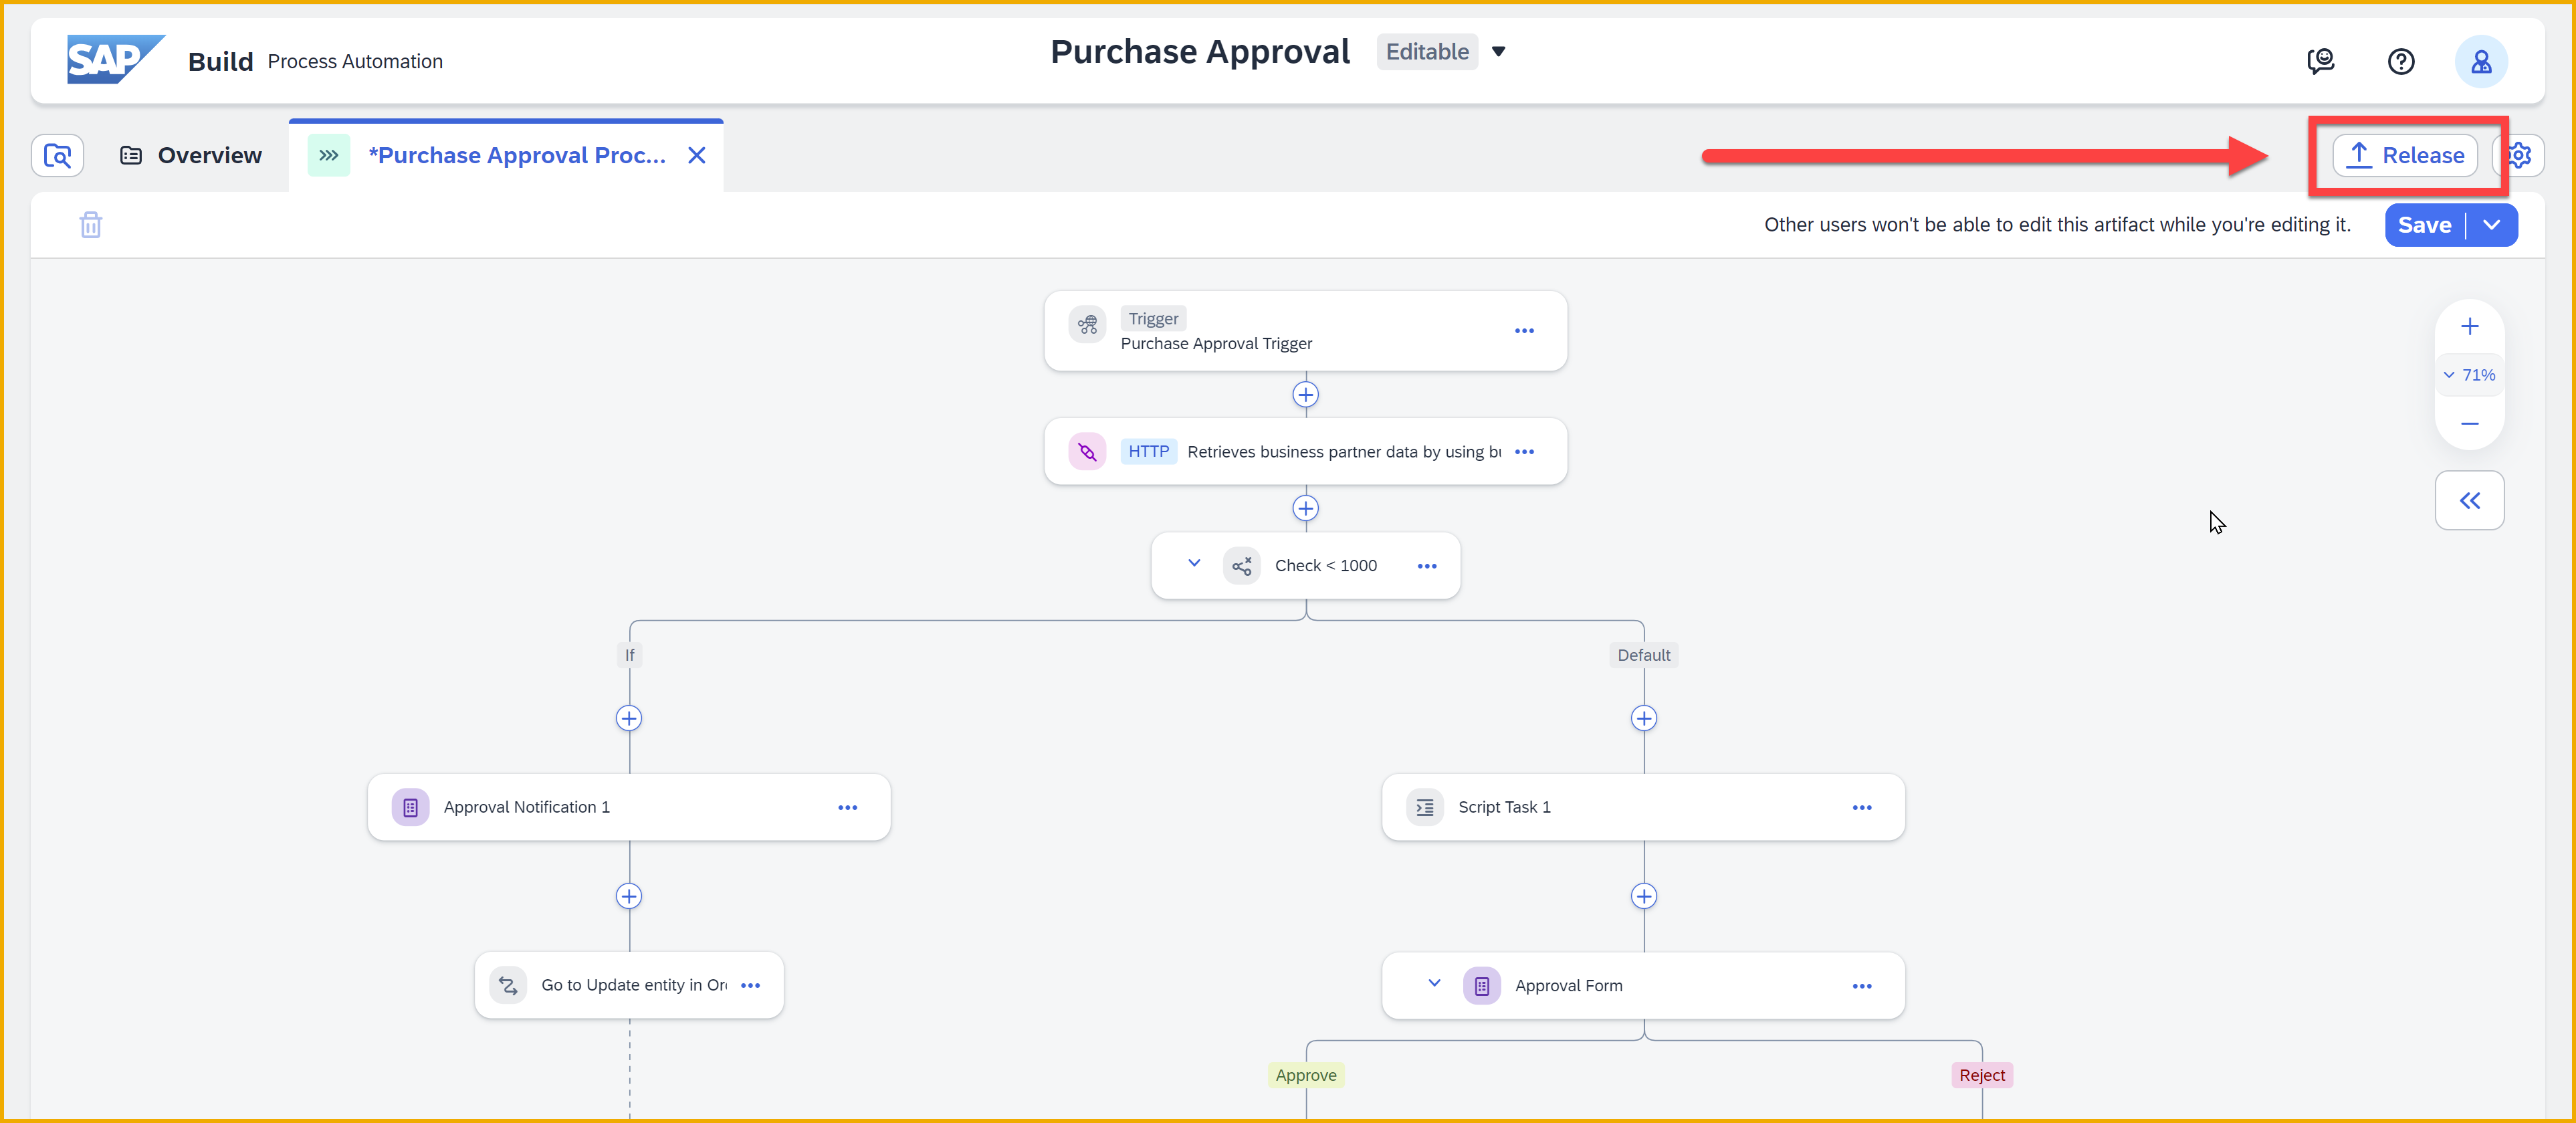 SAP Build Process Automation
Purchase Approval Editable
Overview
*Purchase Approval Proc...
Release
Other users won't be able to edit this artifact while you're editing it.
Save
Trigger
Purchase Approval Trigger
71%
HTTP Retrieves business partner data by using bu
Check < 1000
If
Default
Approval Notification 1
Script Task 1
Go to Update entity in Or
Approval Form
Approve
Reject